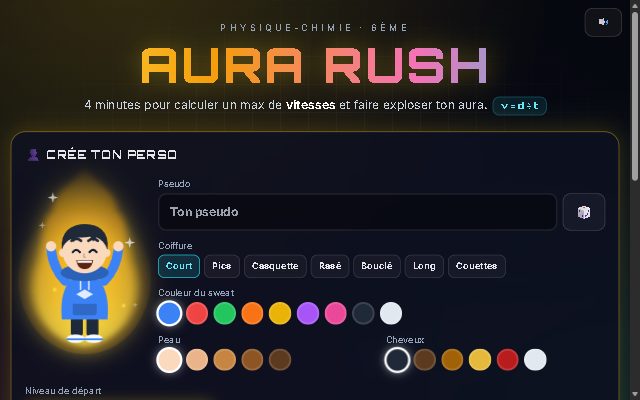 PHYSIQUE-CHIMIE · 6ÈME
AURA RUSH
4 minutes pour calculer un max de vitesses et faire exploser ton aura. v=d÷t
CRÉE TON PERSO
Pseudo
Ton pseudo
Coiffure
Court Pics Casquette Rasé Bouclé Long Couettes
Couleur du sweat
Peau Cheveux
Niveau de départ